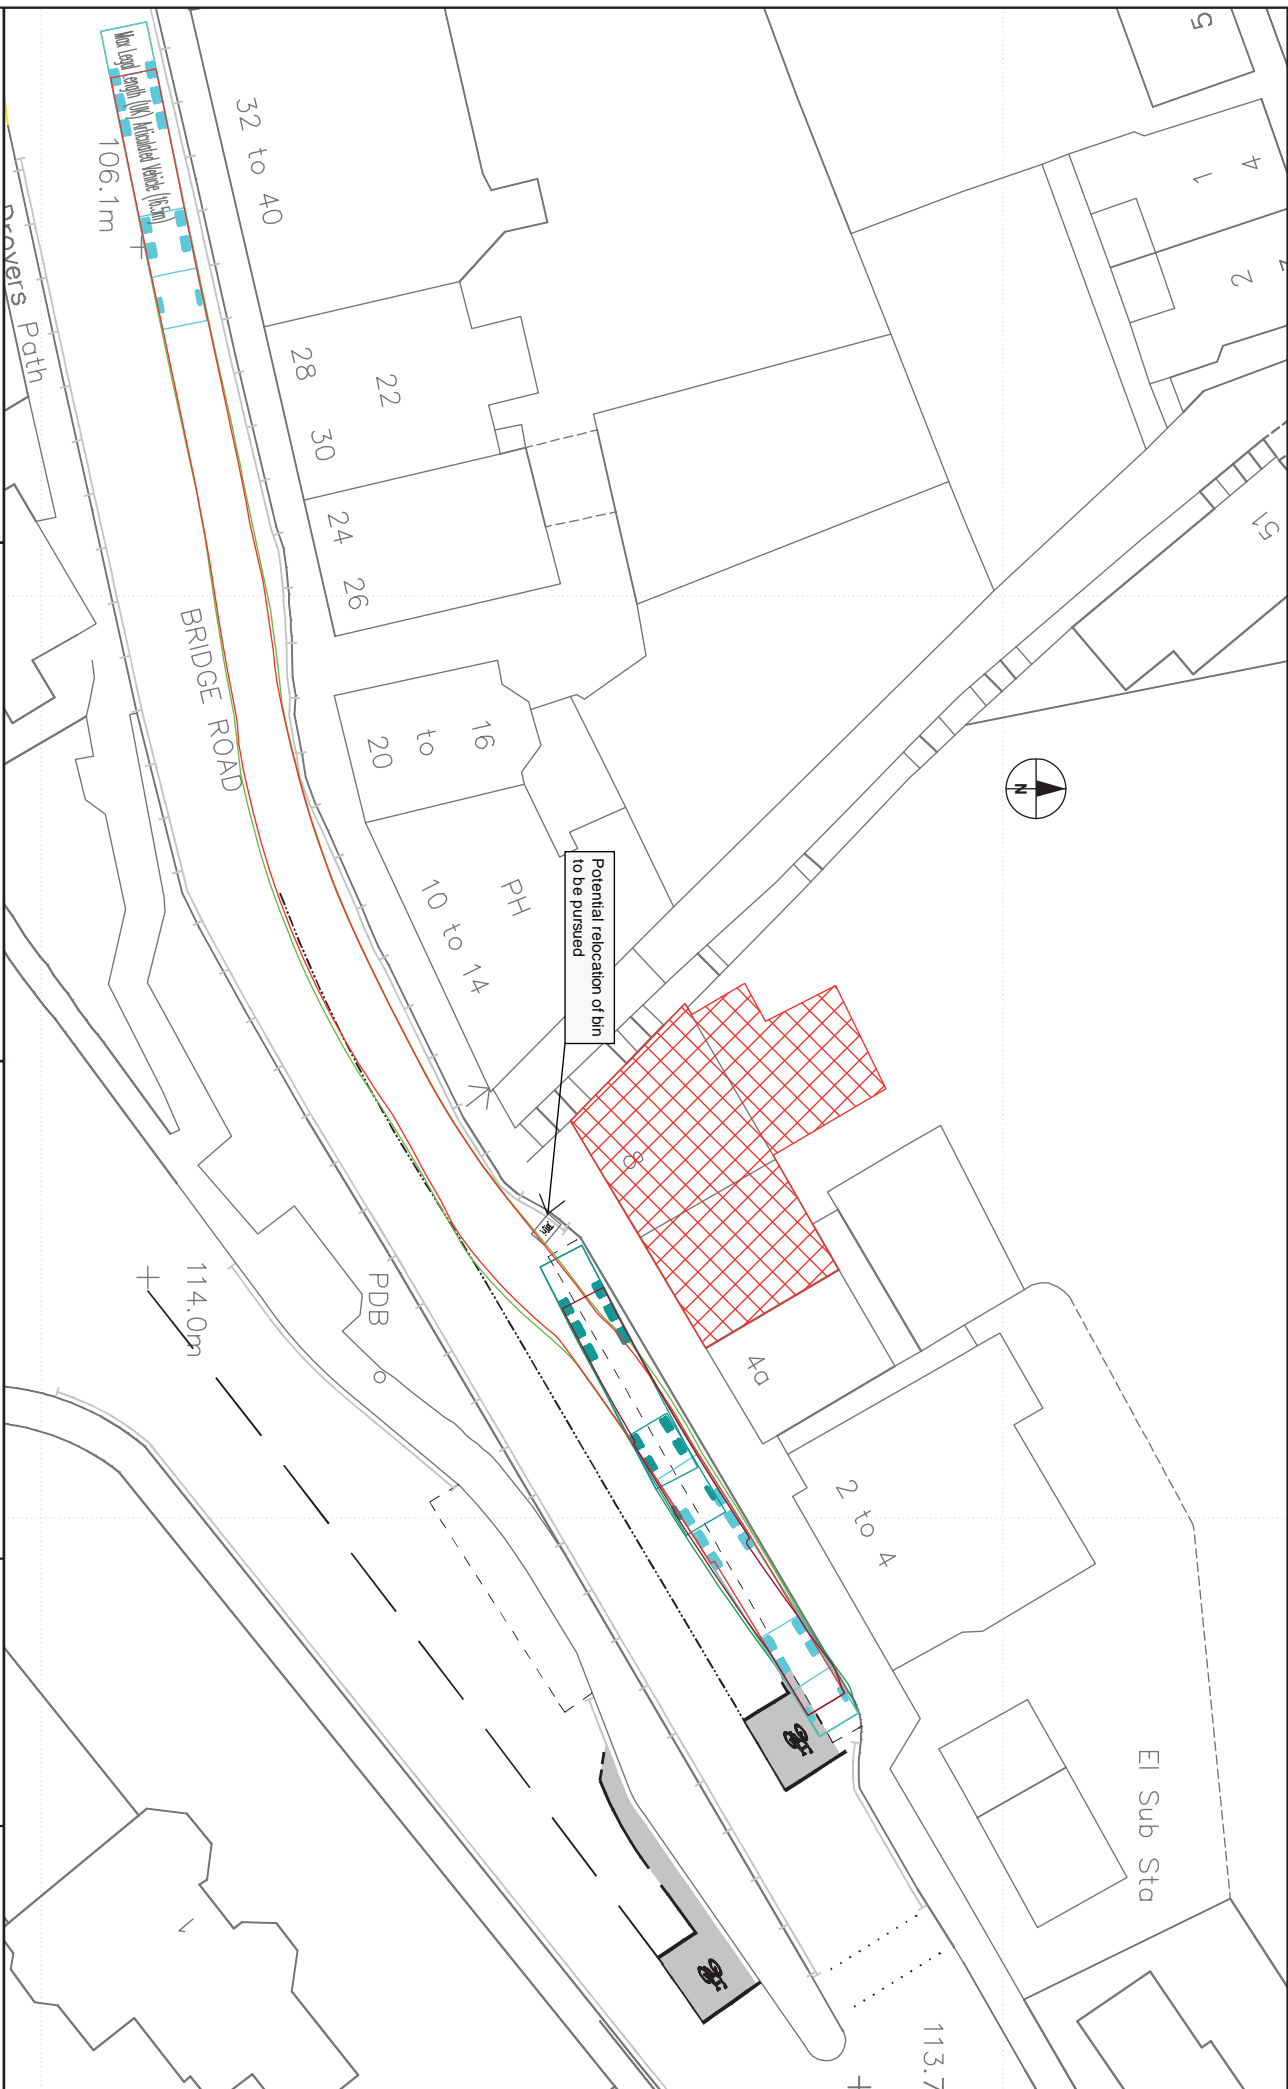 5
4
1
2
51
Max Legal Length (UK) Articulated Vehicle (16.5m)
106.1m
Drovers Path
32 to 40
28
30
22
24
26
BRIDGE ROAD
16
to
20
PH
10 to 14
N
Potential relocation of bin
to be pursued
8
4a
2 to 4
114.0m
PDB
El Sub Sta
1
113.7